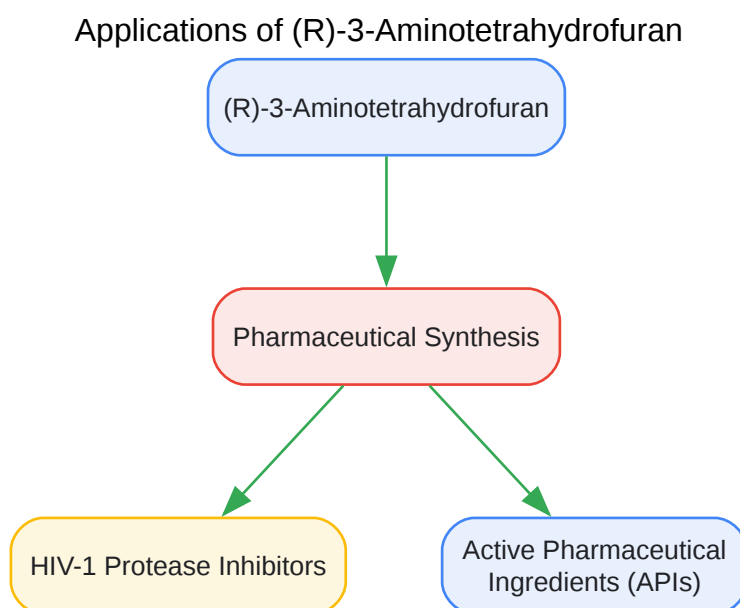 Applications of (R)-3-Aminotetrahydrofuran
(R)-3-Aminotetrahydrofuran
Pharmaceutical Synthesis
HIV-1 Protease Inhibitors
Active Pharmaceutical
Ingredients (APIs)